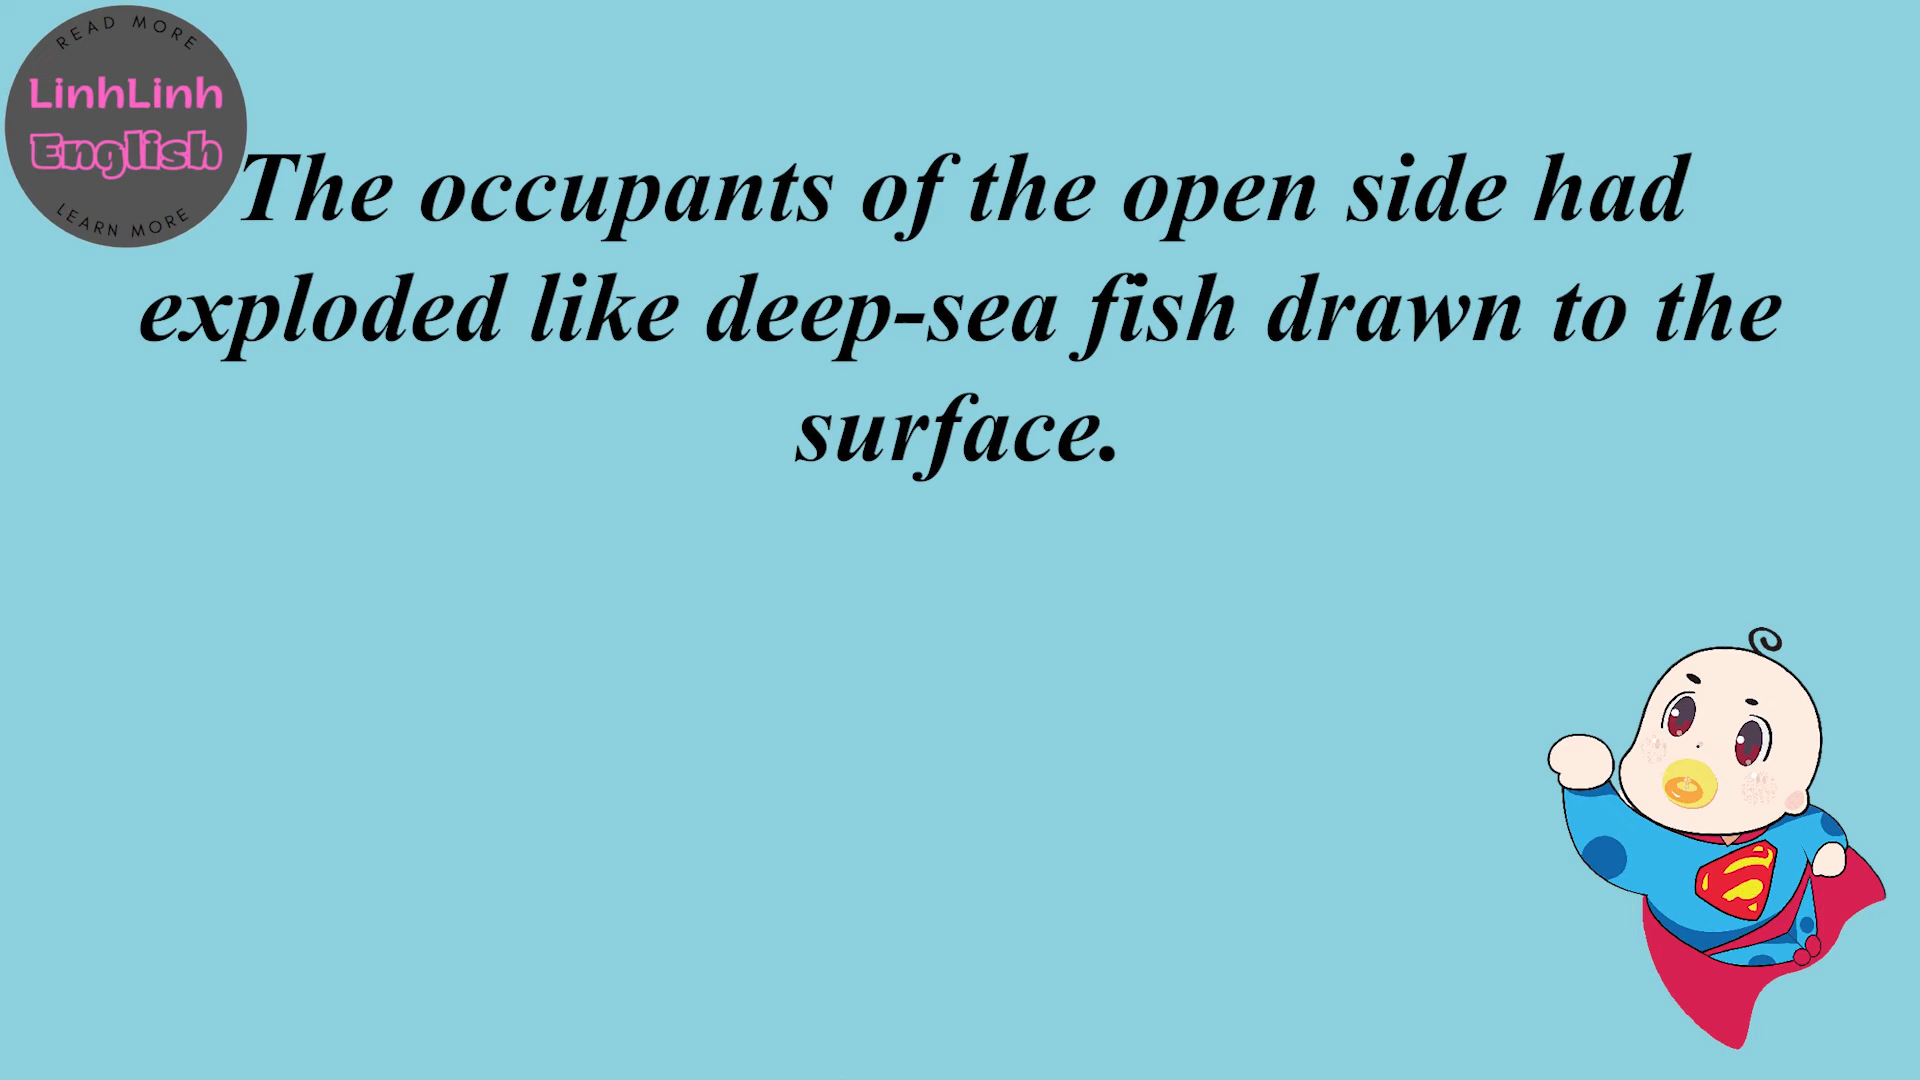 READ MORE
LinhLinh
English
LEARN MORE
The occupants of the open side had
exploded like deep-sea fish drawn to the
surface.